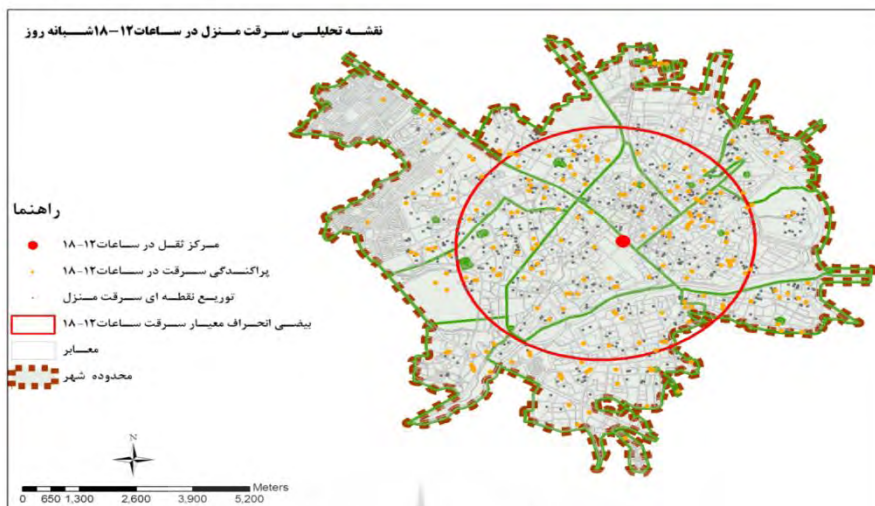 نقشه تحلیلی سرقت منزل در ساعات۱۲-۱۸شبانه روز
راهنما
مرکز ثقل در ساعات۱۲-۱۸
پراکندگی سرقت در ساعات۱۲-۱۸
توزیع نقطه ای سرقت منزل
بیضی انحراف معیار سرقت ساعات۱۲-۱۸
معابر
محدوده شهر
N
Meters
0 650 1,300 2,600 3,900 5,200